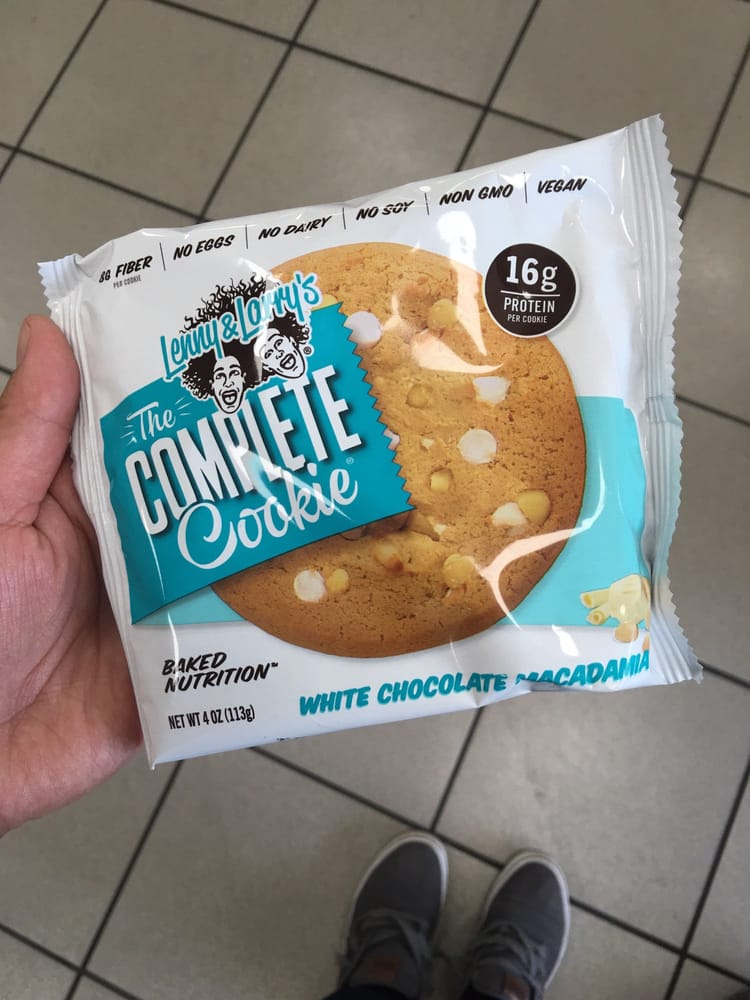 8G FIBER
PER COOKIE
NO EGGS
NO DAIRY
NO SOY
NON GMO
VEGAN
16g
PROTEIN
PER COOKIE
Lenny & Larry's®
The
COMPLETE
Cookie®
BAKED
NUTRITION™
NET WT 4 OZ (113g)
WHITE CHOCOLATE MACADAMIA